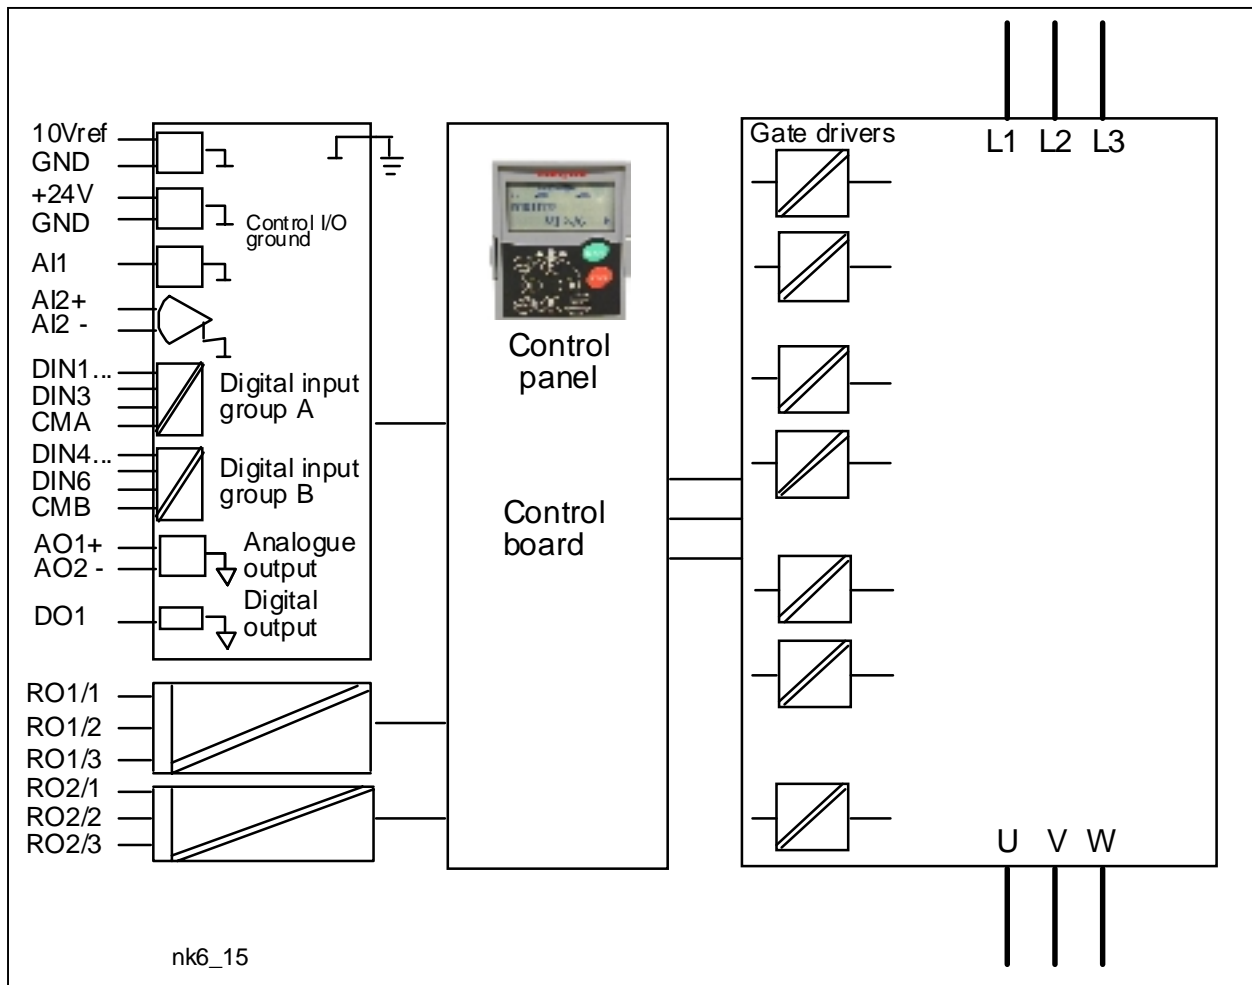 10Vref
GND
+24V
GND
Control I/O
ground
AI1
AI2+
AI2 -
DIN1...
DIN3
CMA
Digital input
group A
DIN4...
DIN6
CMB
Digital input
group B
AO1+
AO2 -
Analogue
output
DO1
Digital
output
RO1/1
RO1/2
RO1/3
RO2/1
RO2/2
RO2/3
Control
panel
Control
board
Gate drivers
L1 L2 L3
U V W
nk6_15